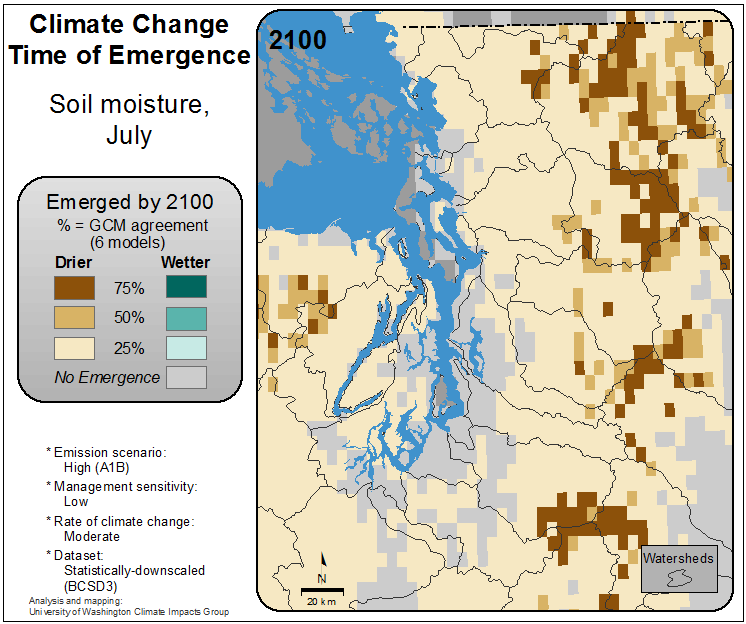 Climate Change
Time of Emergence
Soil moisture,
July
Emerged by 2100
% = GCM agreement
(6 models)
Drier Wetter
75%
50%
25%
No Emergence
* Emission scenario:
High (A1B)
* Management sensitivity:
Low
* Rate of climate change:
Moderate
* Dataset:
Statistically-downscaled
(BCSD3)
Analysis and mapping:
University of Washington Climate Impacts Group
2100
N
20 km
Watersheds